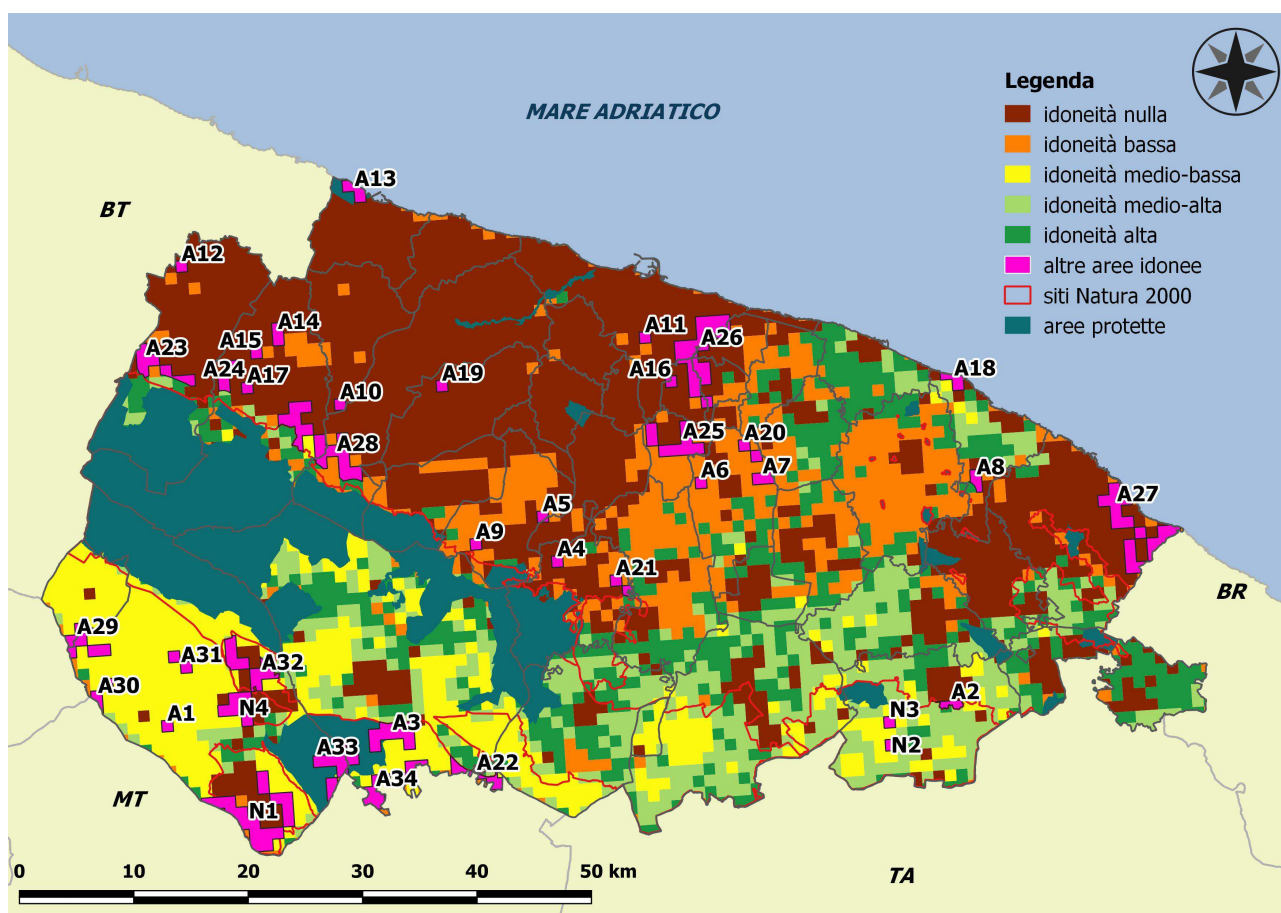 MARE ADRIATICO
Legenda
idoneità nulla
idoneità bassa
idoneità medio-bassa
idoneità medio-alta
idoneità alta
altre aree idonee
siti Natura 2000
aree protette
BT
A13
A12
A14
A11
A15
A26
A23
A24
A17
A16
A19
A18
A10
A28
A25
A20
A6
A7
A8
A27
A5
A9
A4
A21
BR
A29
A31
A32
A30
N4
A2
A1
A3
N3
A33
N2
A22
A34
MT
N1
TA
0 10 20 30 40 50 km